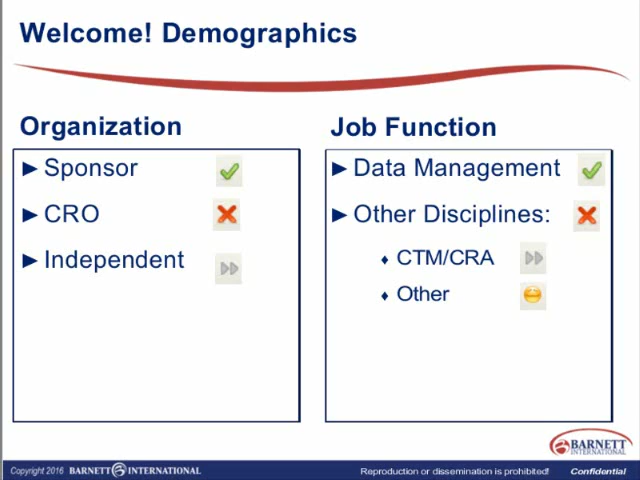 Welcome! Demographics
Organization
► Sponsor
► CRO
► Independent
Job Function
► Data Management
► Other Disciplines:
♦ CTM/CRA
♦ Other
BARNETT
INTERNATIONAL
Copyright 2016 BARNETT INTERNATIONAL
Reproduction or dissemination is prohibited! Confidential